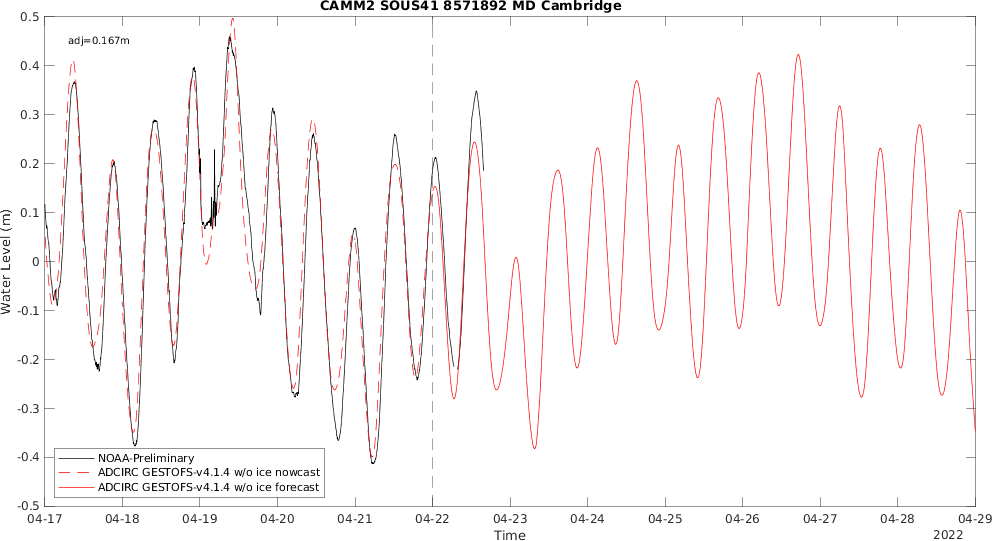 CAMM2 SOUS41 8571892 MD Cambridge
adj=0.167m
0.5
0.4
0.3
0.2
0.1
0
-0.1
-0.2
-0.3
-0.4
-0.5
Water Level (m)
NOAA-Preliminary
ADCIRC GESTOFS-v4.1.4 w/o ice nowcast
ADCIRC GESTOFS-v4.1.4 w/o ice forecast
04-17 04-18 04-19 04-20 04-21 04-22 04-23 04-24 04-25 04-26 04-27 04-28 04-29
Time
2022